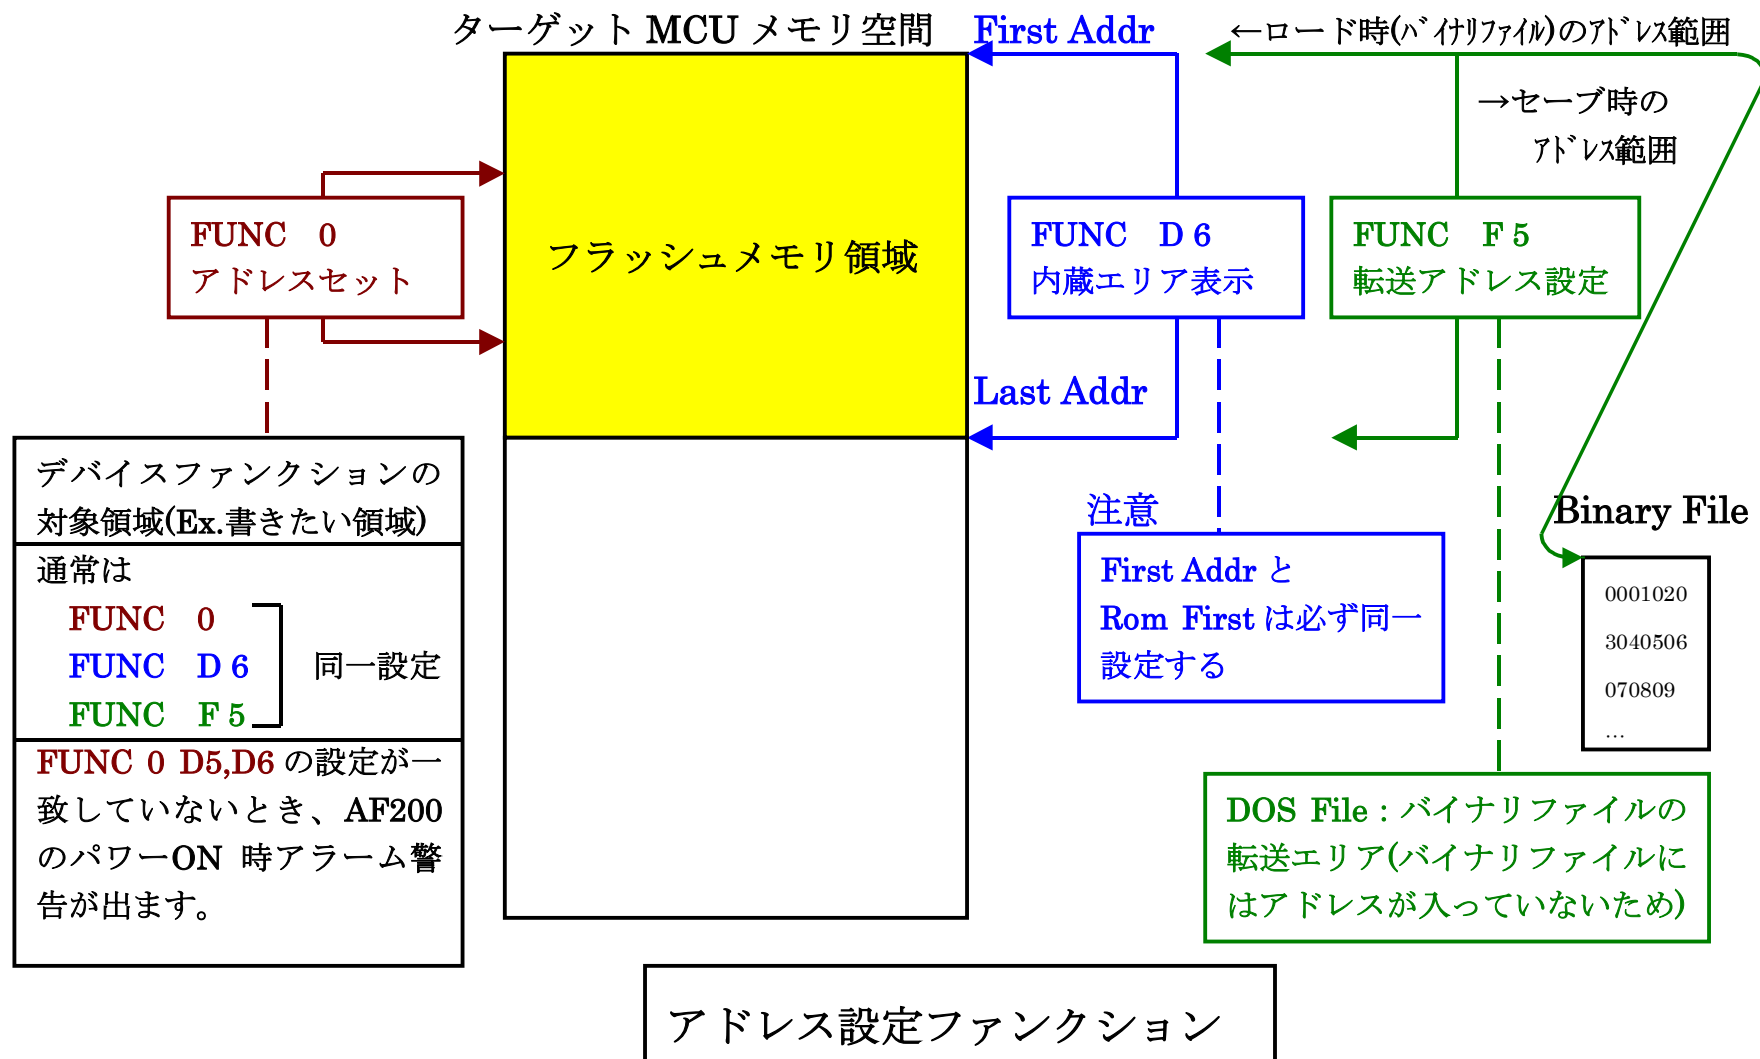 ターゲット MCU メモリ空間
First Addr
←ロード時(ﾊﾞｲﾅﾘﾌｧｲﾙ)のｱﾄﾞﾚｽ範囲
→セーブ時の
ｱﾄﾞﾚｽ範囲
FUNC 0
アドレスセット
フラッシュメモリ領域
FUNC D 6
内蔵エリア表示
FUNC F 5
転送アドレス設定
Last Addr
デバイスファンクションの
対象領域(Ex.書きたい領域)
通常は
FUNC 0
FUNC D 6
FUNC F 5
同一設定
FUNC 0 D5,D6 の設定が一
致していないとき、AF200
のパワーON 時アラーム警
告が出ます。
注意
First Addr と
Rom First は必ず同一
設定する
Binary File
0001020
3040506
070809
…
DOS File : バイナリファイルの
転送エリア(バイナリファイルに
はアドレスが入っていないため)
アドレス設定ファンクション